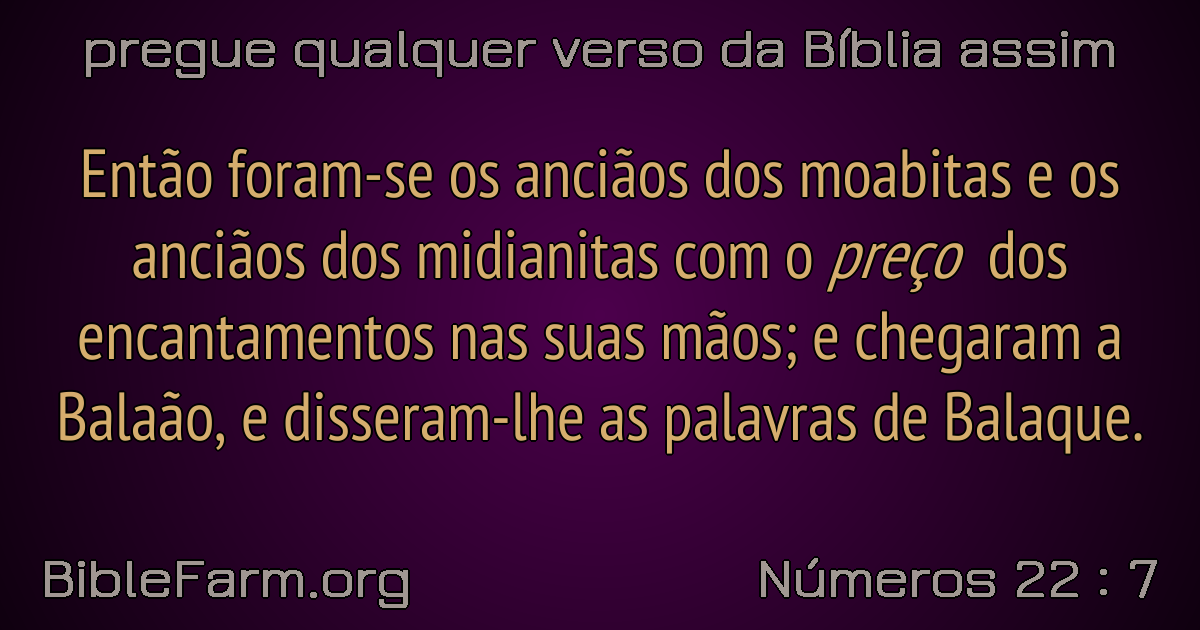 pregue qualquer verso da Bíblia assim
Então foram-se os anciãos dos moabitas e os
anciãos dos midianitas com o preço dos
encantamentos nas suas mãos; e chegaram a
Balaão, e disseram-lhe as palavras de Balaque.
BibleFarm.org
Números 22 : 7